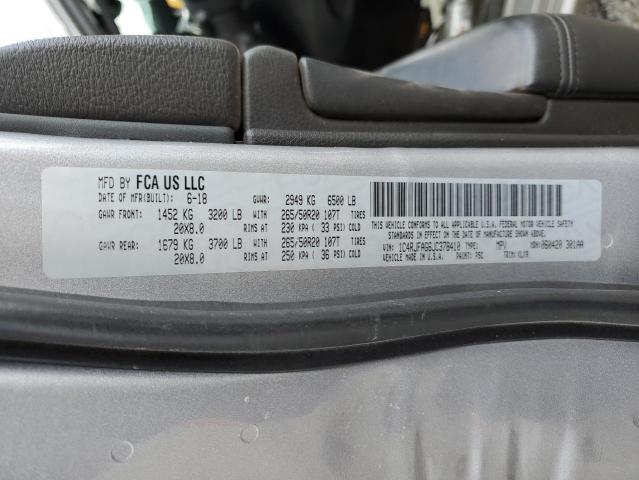 MFD BY FCA US LLC
DATE OF MFR(BUILT): 6-18 GVWR: 2949 KG 6500 LB
GAWR FRONT: 1452 KG 3200 LB WITH 265/50R20 107T TIRES
20X8.0 RIMS AT 230 KPA ( 33 PSI) COLD
GAWR REAR: 1679 KG 3700 LB WITH 265/50R20 107T TIRES
20X8.0 RIMS AT 250 KPA ( 36 PSI) COLD
THIS VEHICLE CONFORMS TO ALL APPLICABLE U.S.A. FEDERAL MOTOR VEHICLE SAFETY
STANDARDS IN EFFECT ON THE DATE OF MANUFACTURE SHOWN ABOVE.
VIN: 1C4RJFAG6JC378410 TYPE: MPV MDH: 060420 301AA
VEHICLE MADE IN U.S.A. PAINT: PSC TRIM: XLX9